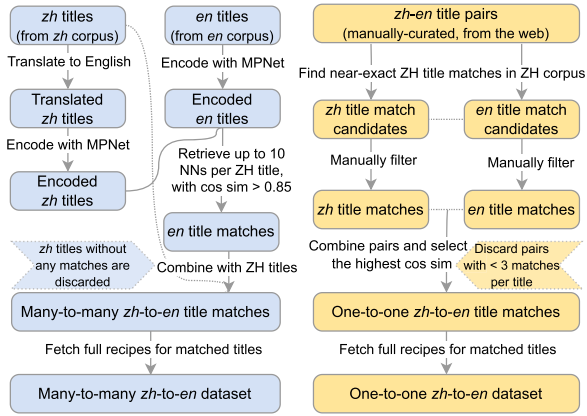 zh titles
(from zh corpus)
en titles
(from en corpus)
Translate to English
Encode with MPNet
Translated
zh titles
Encoded
en titles
Encode with MPNet
Retrieve up to 10
NNs per ZH title,
with cos sim > 0.85
Encoded
zh titles
en title matches
zh titles without
any matches are
discarded
Combine with ZH titles
Many-to-many zh-to-en title matches
Fetch full recipes for matched titles
Many-to-many zh-to-en dataset
zh-en title pairs
(manually-curated, from the web)
Find near-exact ZH title matches in ZH corpus
zh title match
candidates
en title match
candidates
Manually filter
Manually filter
zh title matches
en title matches
Combine pairs and select
the highest cos sim
Discard pairs
with < 3 matches
per title
One-to-one zh-to-en title matches
Fetch full recipes for matched titles
One-to-one zh-to-en dataset